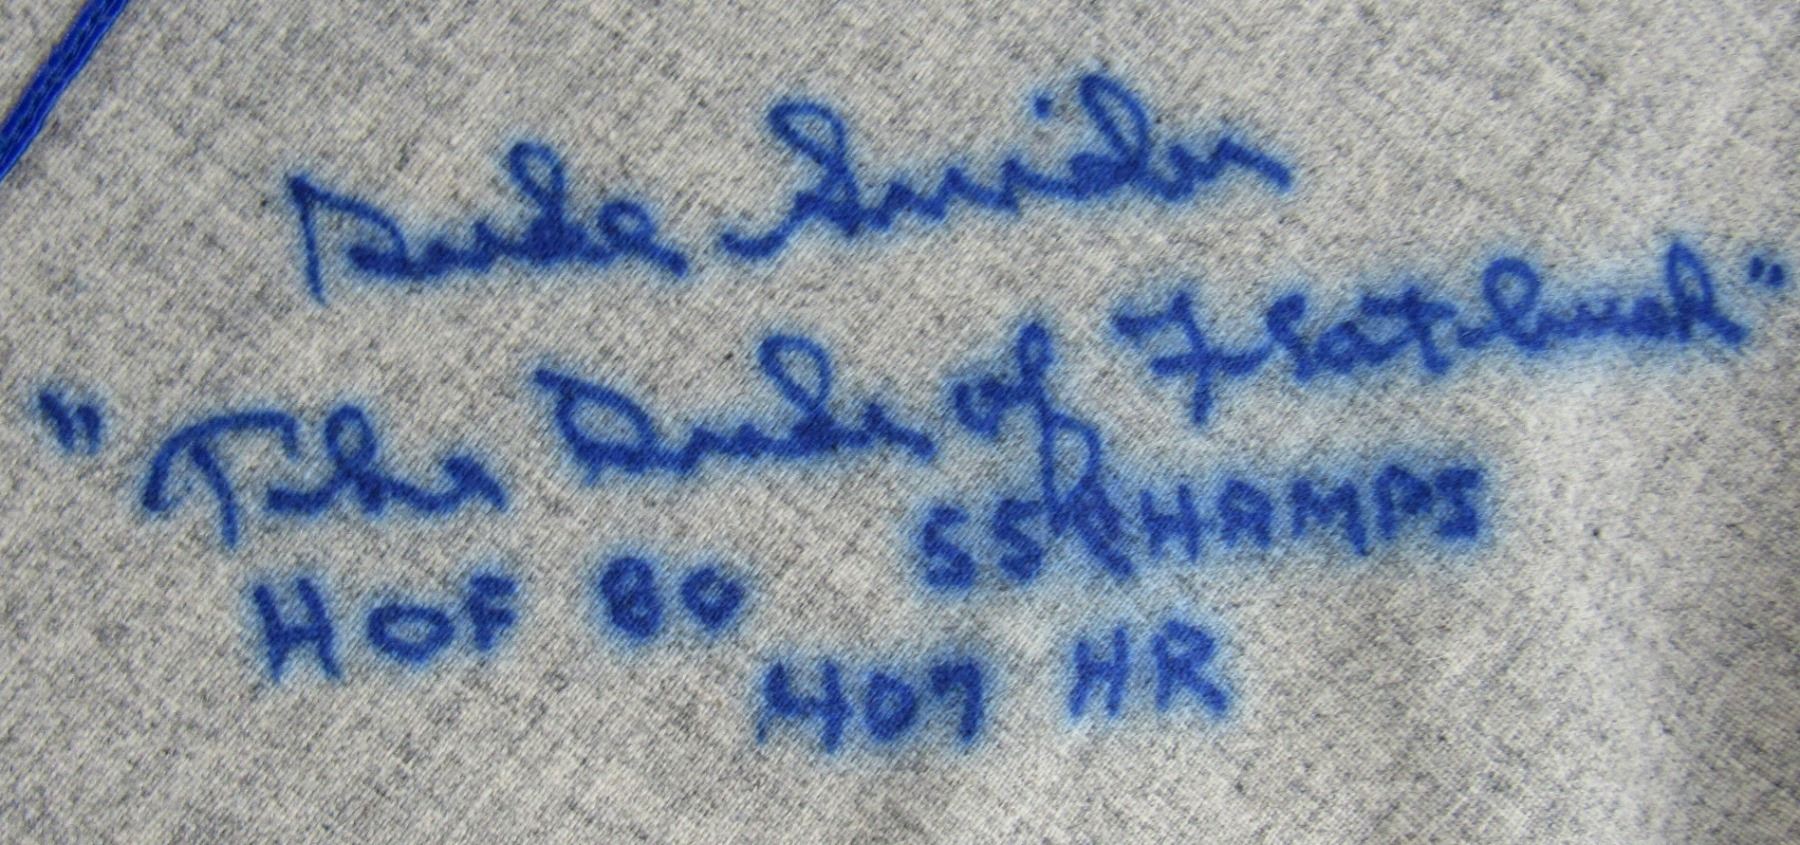 Duke Snider
"The Duke of Flatbush"
HOF 80 55 CHAMPS
407 HR